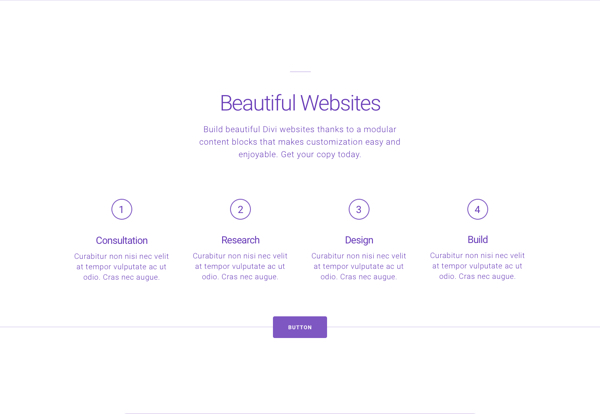 Beautiful Websites
Build beautiful Divi websites thanks to a modular
content blocks that makes customization easy and
enjoyable. Get your copy today.
1
2
3
4
Consultation
Research
Design
Build
Curabitur non nisi nec velit
at tempor vulputate ac ut
odio. Cras nec augue.
Curabitur non nisi nec velit
at tempor vulputate ac ut
odio. Cras nec augue.
Curabitur non nisi nec velit
at tempor vulputate ac ut
odio. Cras nec augue.
Curabitur non nisi nec velit
at tempor vulputate ac ut
odio. Cras nec augue.
BUTTON